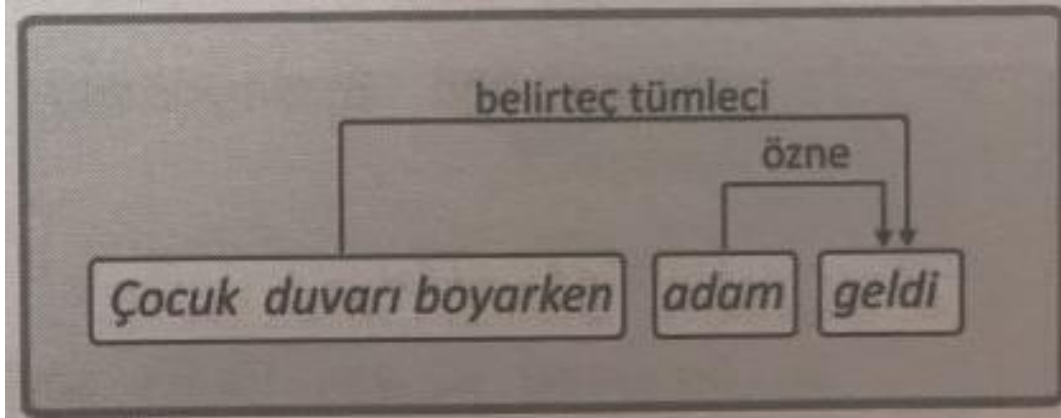 belirteç tümleci
özne
Çocuk duvarı boyarken adam geldi